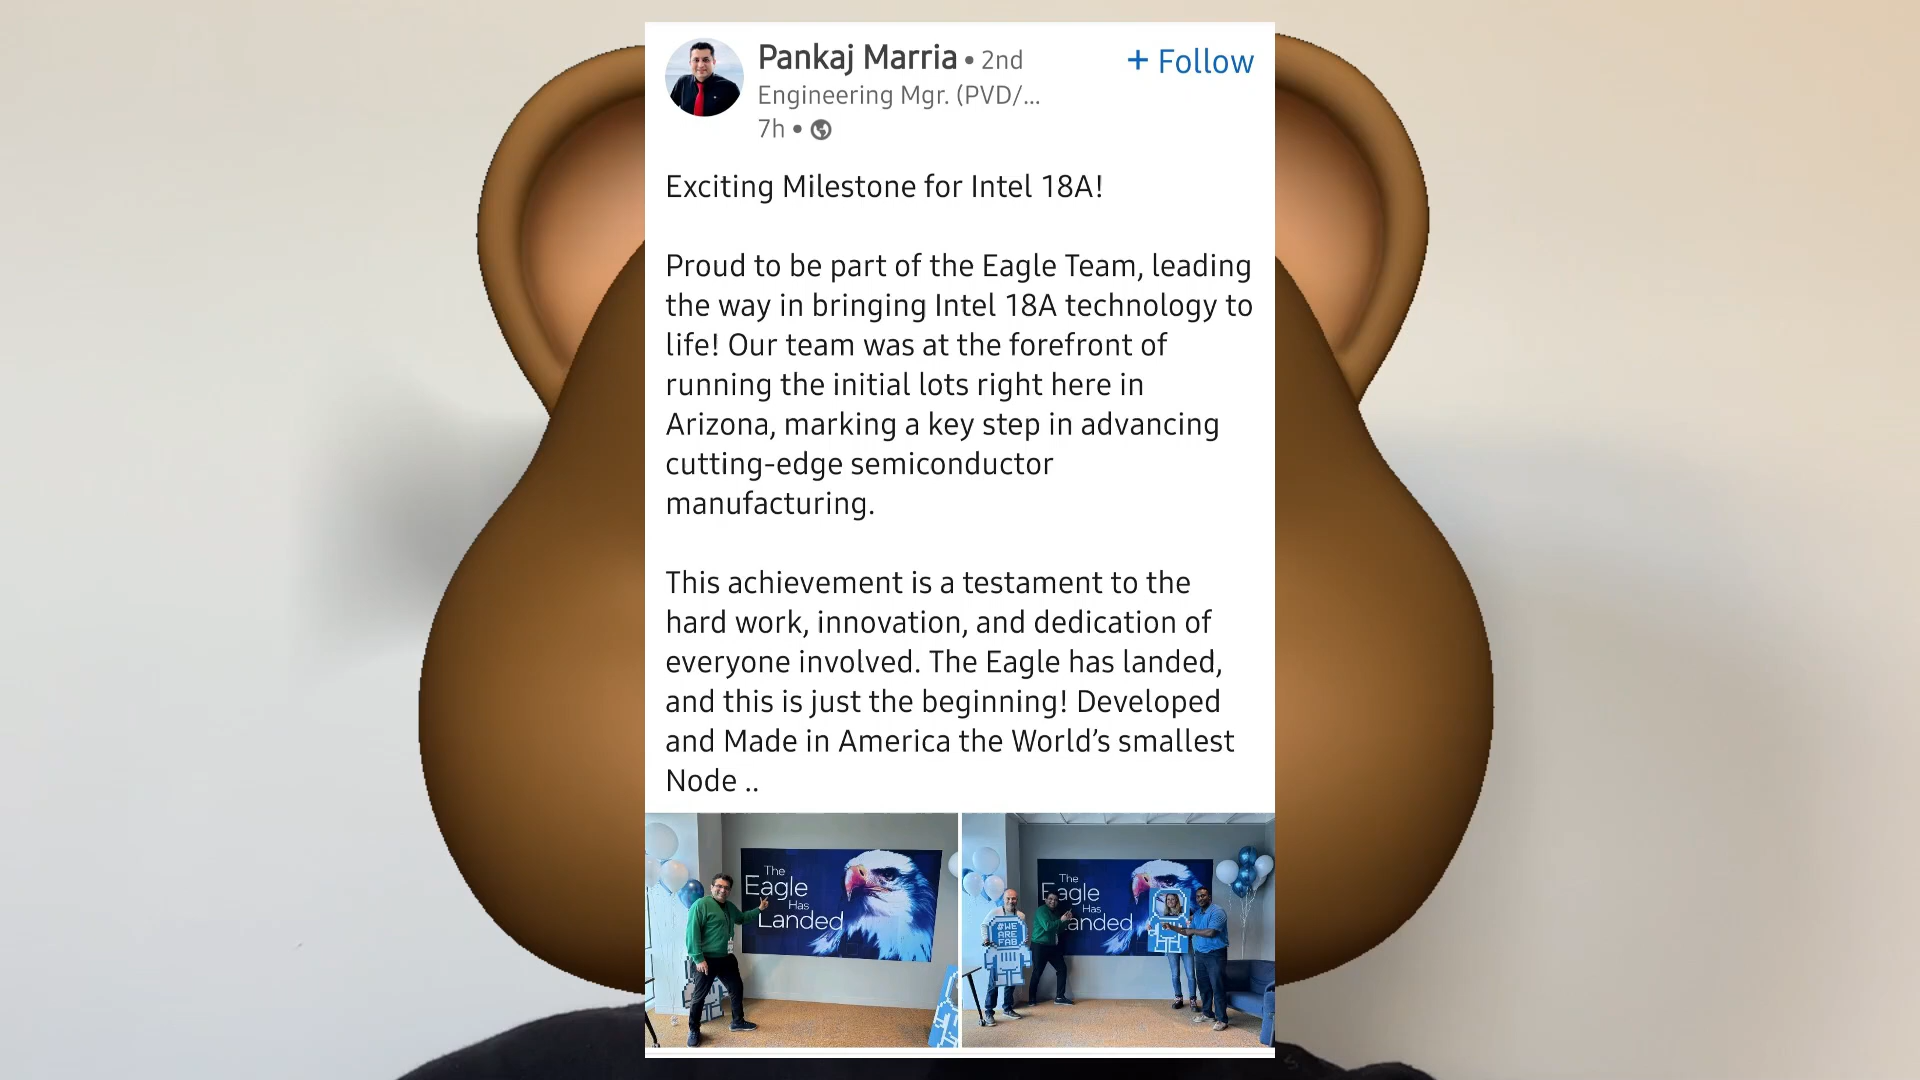 Pankaj Marria • 2nd
+ Follow
Engineering Mgr. (PVD/...
7h •
Exciting Milestone for Intel 18A!
Proud to be part of the Eagle Team, leading
the way in bringing Intel 18A technology to
life! Our team was at the forefront of
running the initial lots right here in
Arizona, marking a key step in advancing
cutting-edge semiconductor
manufacturing.
This achievement is a testament to the
hard work, innovation, and dedication of
everyone involved. The Eagle has landed,
and this is just the beginning! Developed
and Made in America the World’s smallest
Node ..
The
Eagle
Has
Landed
The
Eagle
Has
Landed
#WE
ARE
FAB